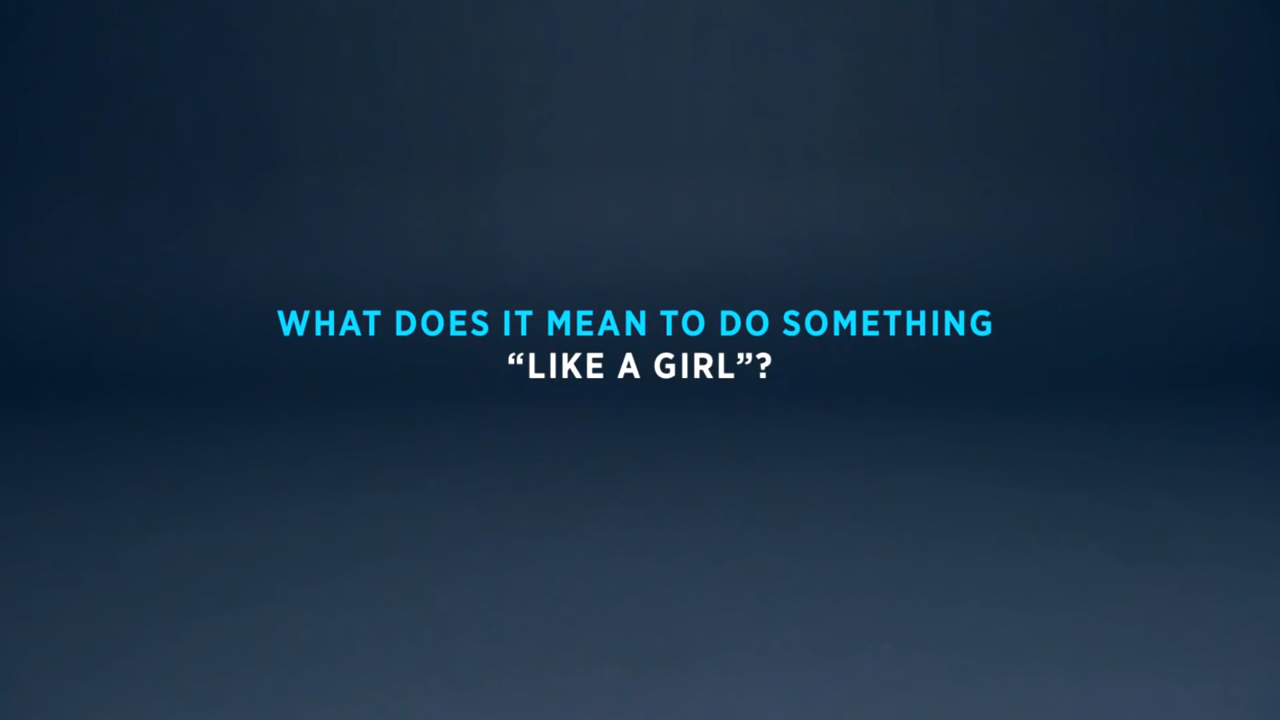 WHAT DOES IT MEAN TO DO SOMETHING
“LIKE A GIRL”?